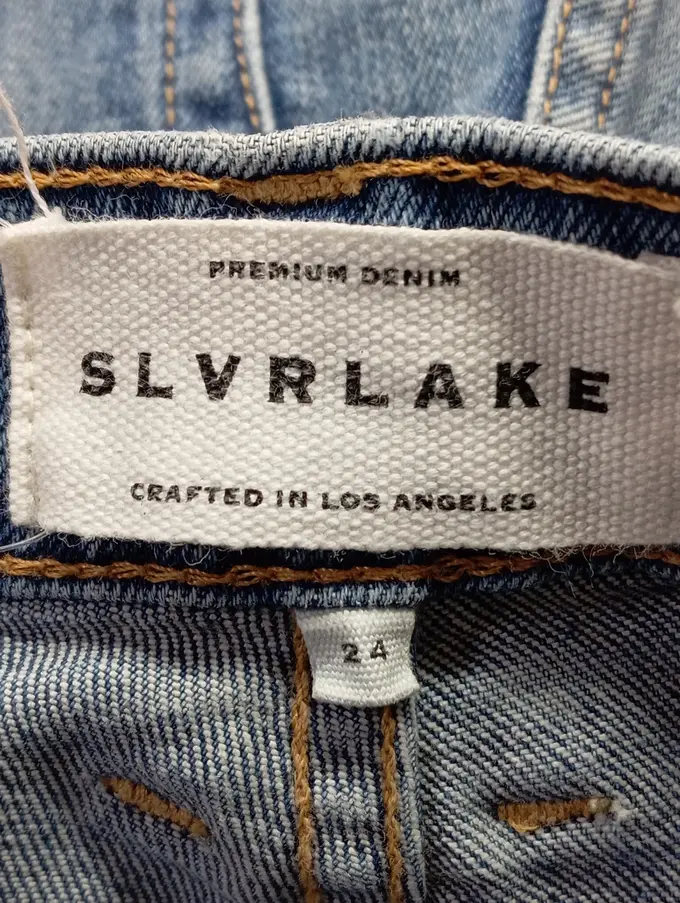 PREMIUM DENIM
SLVRLAKE
CRAFTED IN LOS ANGELES
24